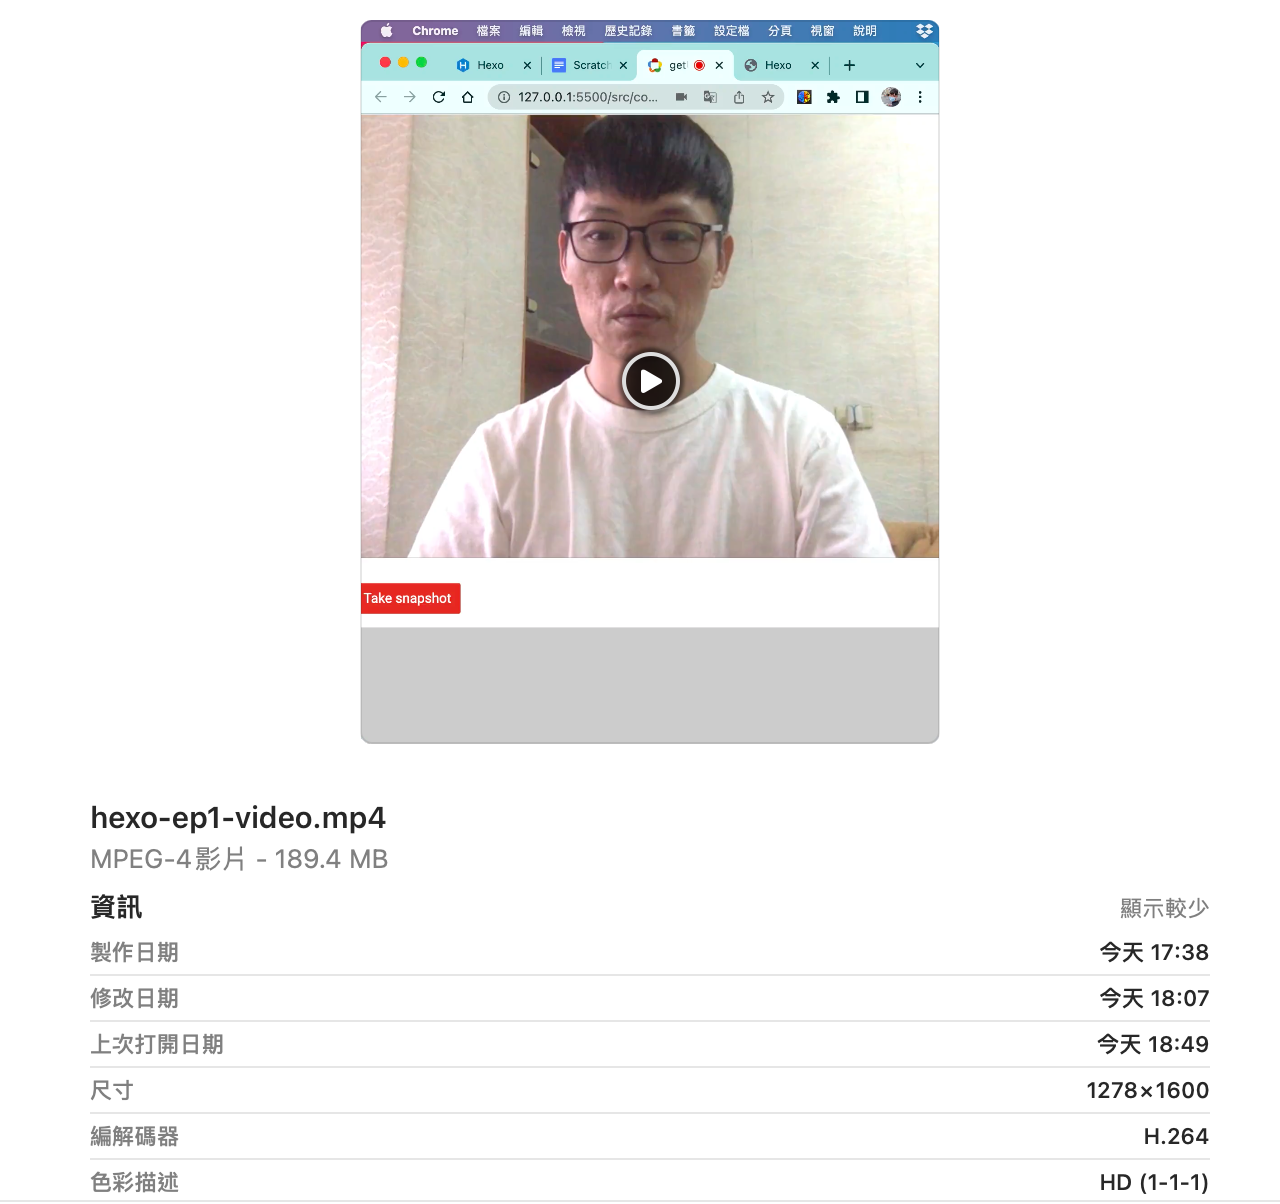 Chrome 檔案 編輯 檢視 歷史記錄 書籤 設定檔 分頁 視窗 說明
Hexo Scratch get Hexo
127.0.0.1:5500/src/co...
Take snapshot
hexo-ep1-video.mp4
MPEG-4影片 - 189.4 MB
資訊 顯示較少
製作日期 今天 17:38
修改日期 今天 18:07
上次打開日期 今天 18:49
尺寸 1278×1600
編解碼器 H.264
色彩描述 HD (1-1-1)